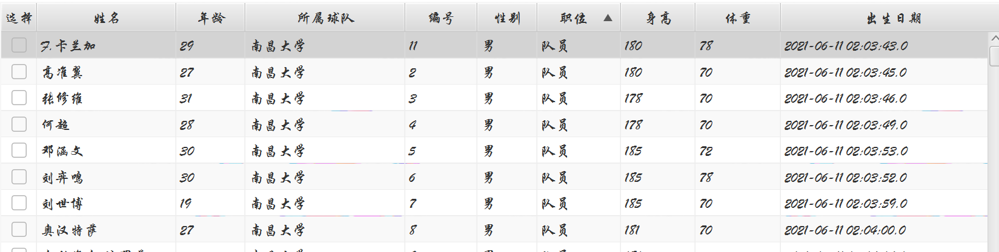 选择 姓名 年龄 所属球队 编号 性别 职位 ▲ 身高 体重 出生日期
F.卡兰加 29 南昌大学 11 男 队员 180 78 2021-06-11 02:03:43.0
高准翼 27 南昌大学 2 男 队员 180 70 2021-06-11 02:03:45.0
张修维 31 南昌大学 3 男 队员 178 70 2021-06-11 02:03:46.0
何超 28 南昌大学 4 男 队员 178 70 2021-06-11 02:03:49.0
邓涵文 30 南昌大学 5 男 队员 185 72 2021-06-11 02:03:53.0
刘弈鸣 30 南昌大学 6 男 队员 185 78 2021-06-11 02:03:52.0
刘世博 19 南昌大学 7 男 队员 185 70 2021-06-11 02:03:59.0
奥汉特萨 27 南昌大学 8 男 队员 181 70 2021-06-11 02:04:00.0